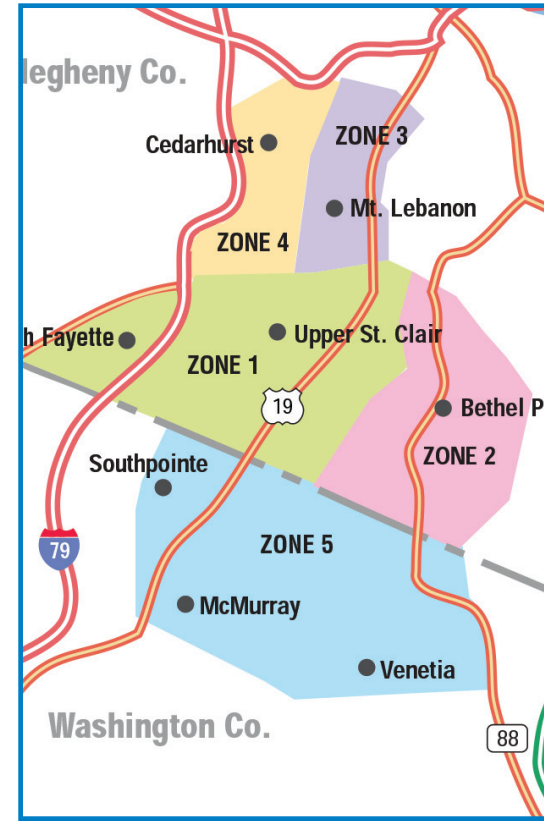 legheny Co.
ZONE 3
Cedarhurst
Mt. Lebanon
ZONE 4
h Fayette
Upper St. Clair
ZONE 1
19
Bethel P
ZONE 2
Southpointe
79
ZONE 5
McMurray
Venetia
Washington Co.
88